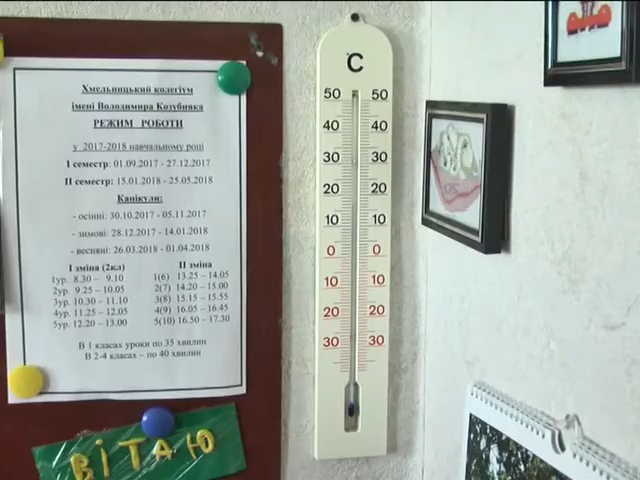 Хмельницький колегіум
імені Володимира Козубняка
РЕЖИМ РОБОТИ
у 2017-2018 навчальному році
І семестр: 01.09.2017 - 27.12.2017
ІІ семестр: 15.01.2018 - 25.05.2018
Канікули:
- осінні: 30.10.2017 - 05.11.2017
- зимові: 28.12.2017 - 14.01.2018
- весняні: 26.03.2018 - 01.04.2018
І зміна (2кл) ІІ зміна
1ур. 8.30 – 9.10 1(6) 13.25 – 14.05
2ур. 9.25 – 10.05 2(7) 14.20 – 15.00
3ур. 10.30 – 11.10 3(8) 15.15 – 15.55
4ур. 11.25 – 12.05 4(9) 16.05 – 16.45
5ур. 12.20 – 13.00 5(10) 16.50 – 17.30
В 1 класах уроки по 35 хвилин
В 2-4 класах – по 40 хвилин
ВІТАЮ
°C
50 50
40 40
30 30
20 20
10 10
0 0
10 10
20 20
30 30